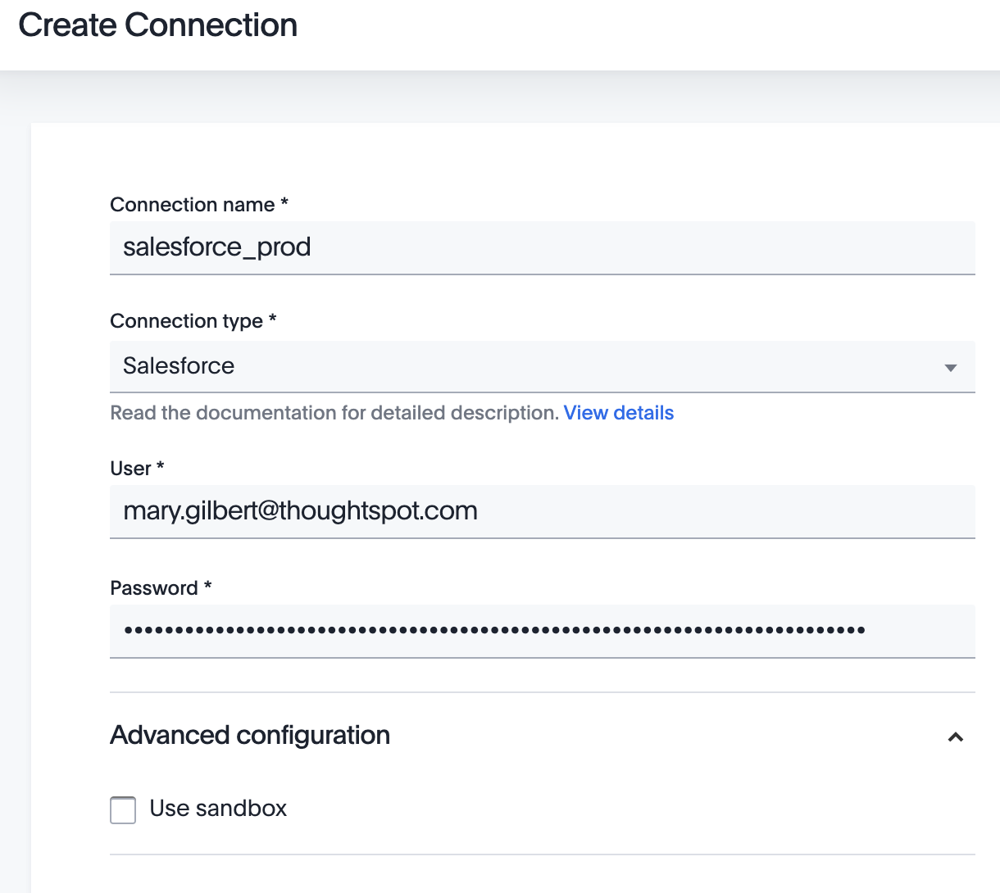 Create Connection
Connection name *
salesforce_prod
Connection type *
Salesforce
Read the documentation for detailed description. View details
User *
mary.gilbert@thoughtspot.com
Password *
•••••••••••••••••••••••••••••••••••••••••••••••••••••••••••••••••••••••••
Advanced configuration
Use sandbox